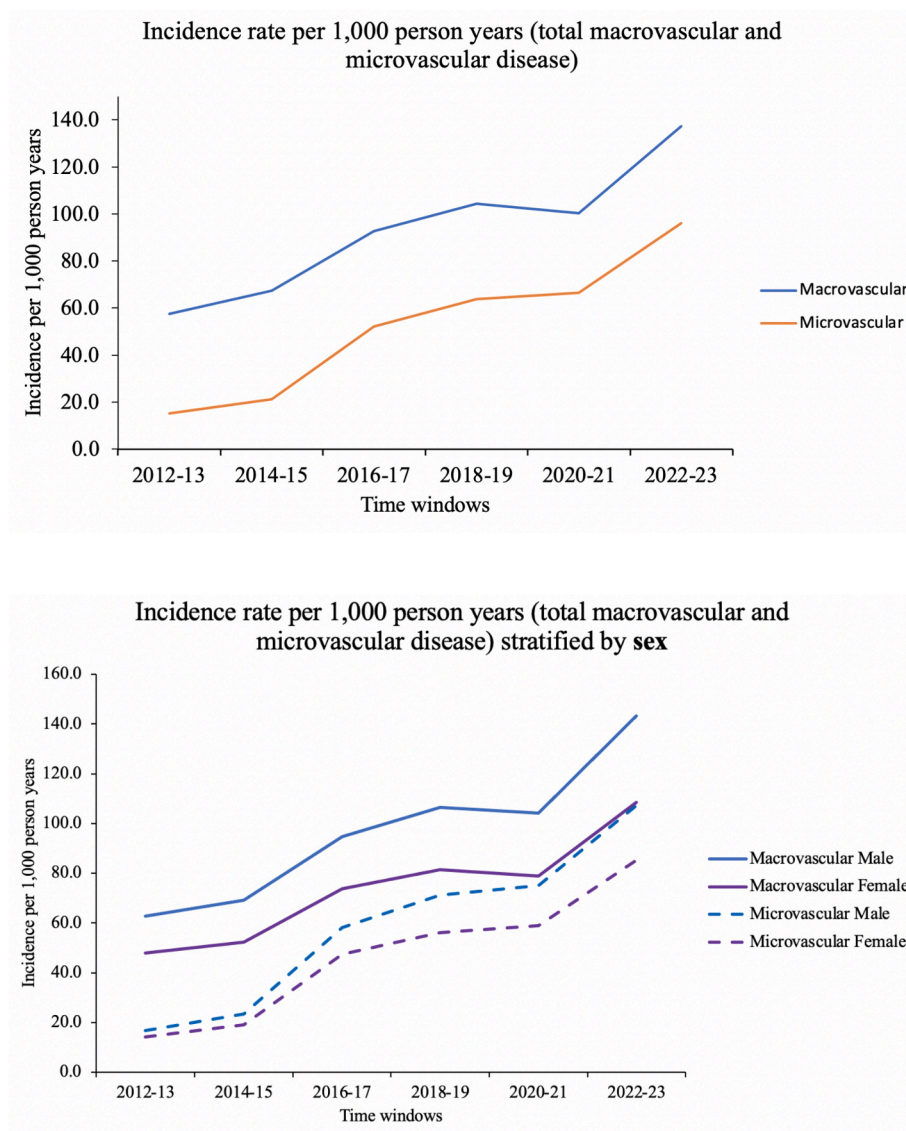 Incidence rate per 1,000 person years (total macrovascular and
microvascular disease)
Incidence per 1,000 person years
140.0
120.0
100.0
80.0
60.0
40.0
20.0
0.0
2012-13 2014-15 2016-17 2018-19 2020-21 2022-23
Time windows
Macrovascular
Microvascular
Incidence rate per 1,000 person years (total macrovascular and
microvascular disease) stratified by sex
Incidence per 1,000 person years
160.0
140.0
120.0
100.0
80.0
60.0
40.0
20.0
0.0
2012-13 2014-15 2016-17 2018-19 2020-21 2022-23
Time windows
Macrovascular Male
Macrovascular Female
Microvascular Male
Microvascular Female